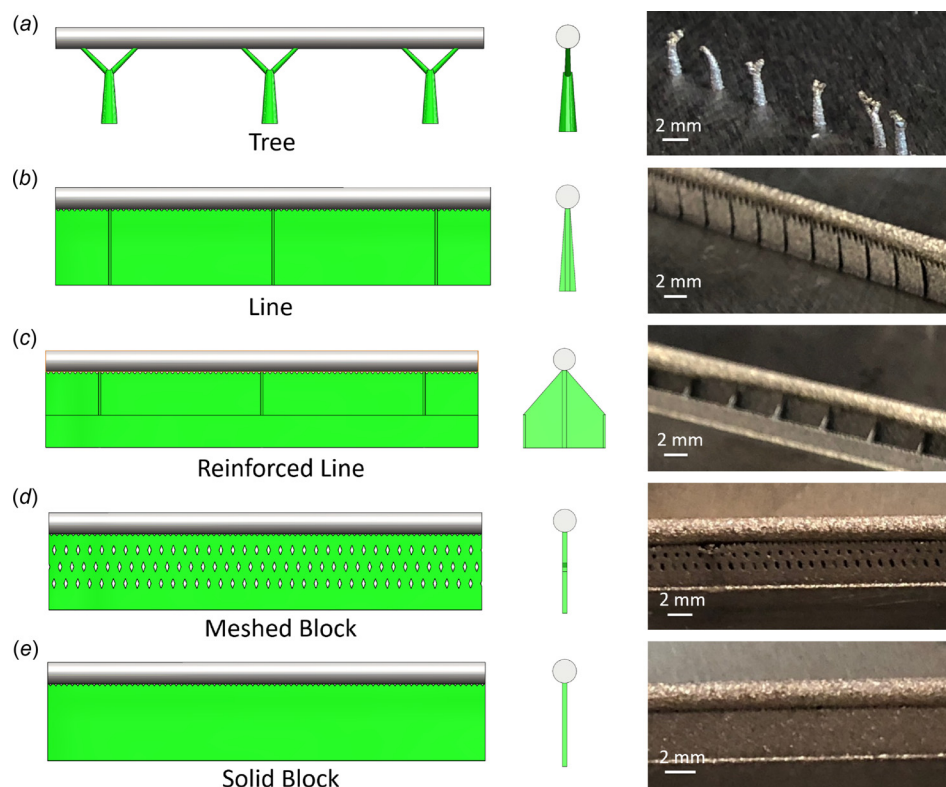 (a)
Tree
2 mm
(b)
Line
2 mm
(c)
Reinforced Line
2 mm
(d)
Meshed Block
2 mm
(e)
Solid Block
2 mm